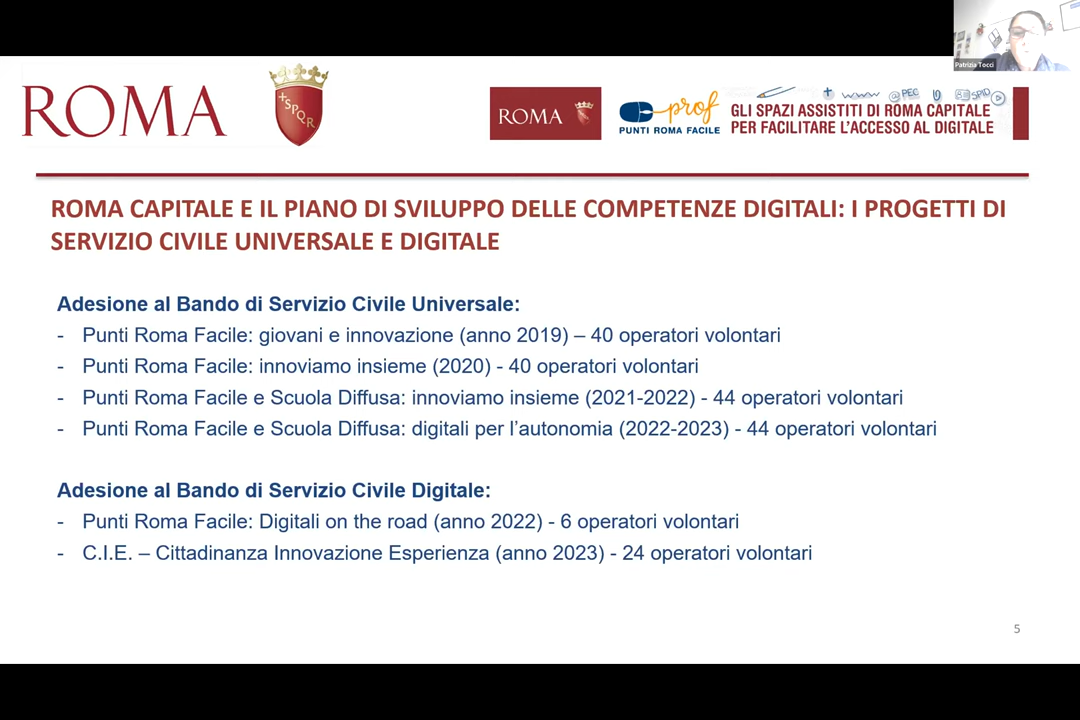 Patrizia Tocci
ROMA
SPQR
ROMA
prof
PUNTI ROMA FACILE
@PEC
SPID
www
GLI SPAZI ASSISTITI DI ROMA CAPITALE
PER FACILITARE L'ACCESSO AL DIGITALE
ROMA CAPITALE E IL PIANO DI SVILUPPO DELLE COMPETENZE DIGITALI: I PROGETTI DI
SERVIZIO CIVILE UNIVERSALE E DIGITALE
Adesione al Bando di Servizio Civile Universale:
- Punti Roma Facile: giovani e innovazione (anno 2019) – 40 operatori volontari
- Punti Roma Facile: innoviamo insieme (2020) - 40 operatori volontari
- Punti Roma Facile e Scuola Diffusa: innoviamo insieme (2021-2022) - 44 operatori volontari
- Punti Roma Facile e Scuola Diffusa: digitali per l’autonomia (2022-2023) - 44 operatori volontari
Adesione al Bando di Servizio Civile Digitale:
- Punti Roma Facile: Digitali on the road (anno 2022) - 6 operatori volontari
- C.I.E. – Cittadinanza Innovazione Esperienza (anno 2023) - 24 operatori volontari
5